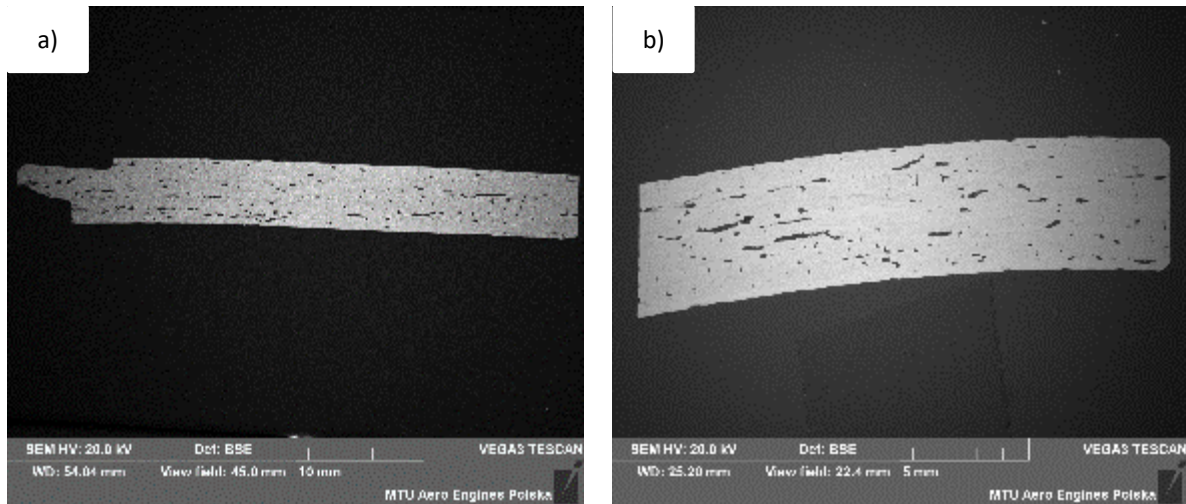 a)
SEM HV: 20.0 kV Det: BSE VEGA3 TESCAN
WD: 54.04 mm View field: 45.0 mm 10 mm
MTU Aero Engines Polska
b)
SEM HV: 20.0 kV Det: BSE VEGA3 TESCAN
WD: 25.20 mm View field: 22.4 mm 5 mm
MTU Aero Engines Polska